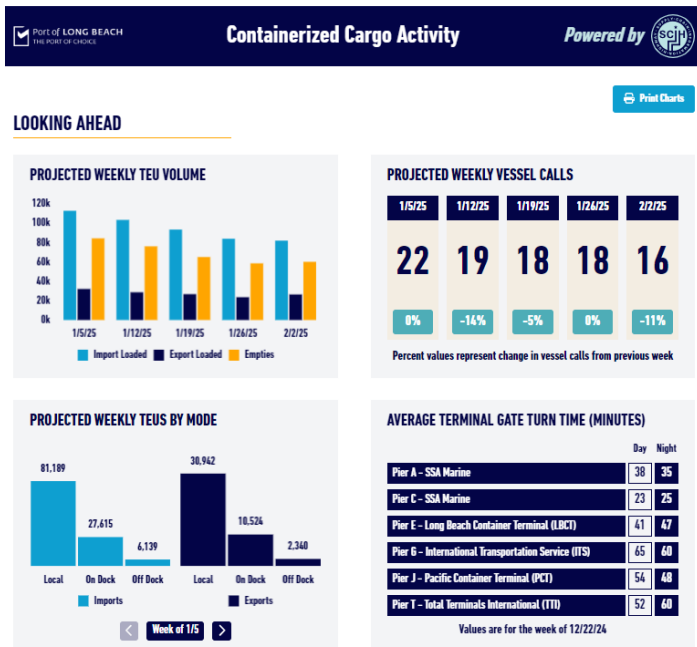 Port of LONG BEACH
THE PORT OF CHOICE
Containerized Cargo Activity
Powered by
SCJH
Print Charts
LOOKING AHEAD
PROJECTED WEEKLY TEU VOLUME
120k
100k
80k
60k
40k
20k
0k
1/5/25 1/12/25 1/19/25 1/26/25 2/2/25
Import Loaded Export Loaded Empties
PROJECTED WEEKLY VESSEL CALLS
1/5/25 1/12/25 1/19/25 1/26/25 2/2/25
22 19 18 18 16
0% -14% -5% 0% -11%
Percent values represent change in vessel calls from previous week
PROJECTED WEEKLY TEUS BY MODE
81,189
27,615
6,139
30,942
10,524
2,340
Local On Dock Off Dock Local On Dock Off Dock
Imports Exports
Week of 1/5
AVERAGE TERMINAL GATE TURN TIME (MINUTES)
Day Night
Pier A - SSA Marine 38 35
Pier C - SSA Marine 23 25
Pier E - Long Beach Container Terminal (LBCT) 41 47
Pier G - International Transportation Service (ITS) 65 60
Pier J - Pacific Container Terminal (PCT) 54 48
Pier T - Total Terminals International (TTI) 52 60
Values are for the week of 12/22/24